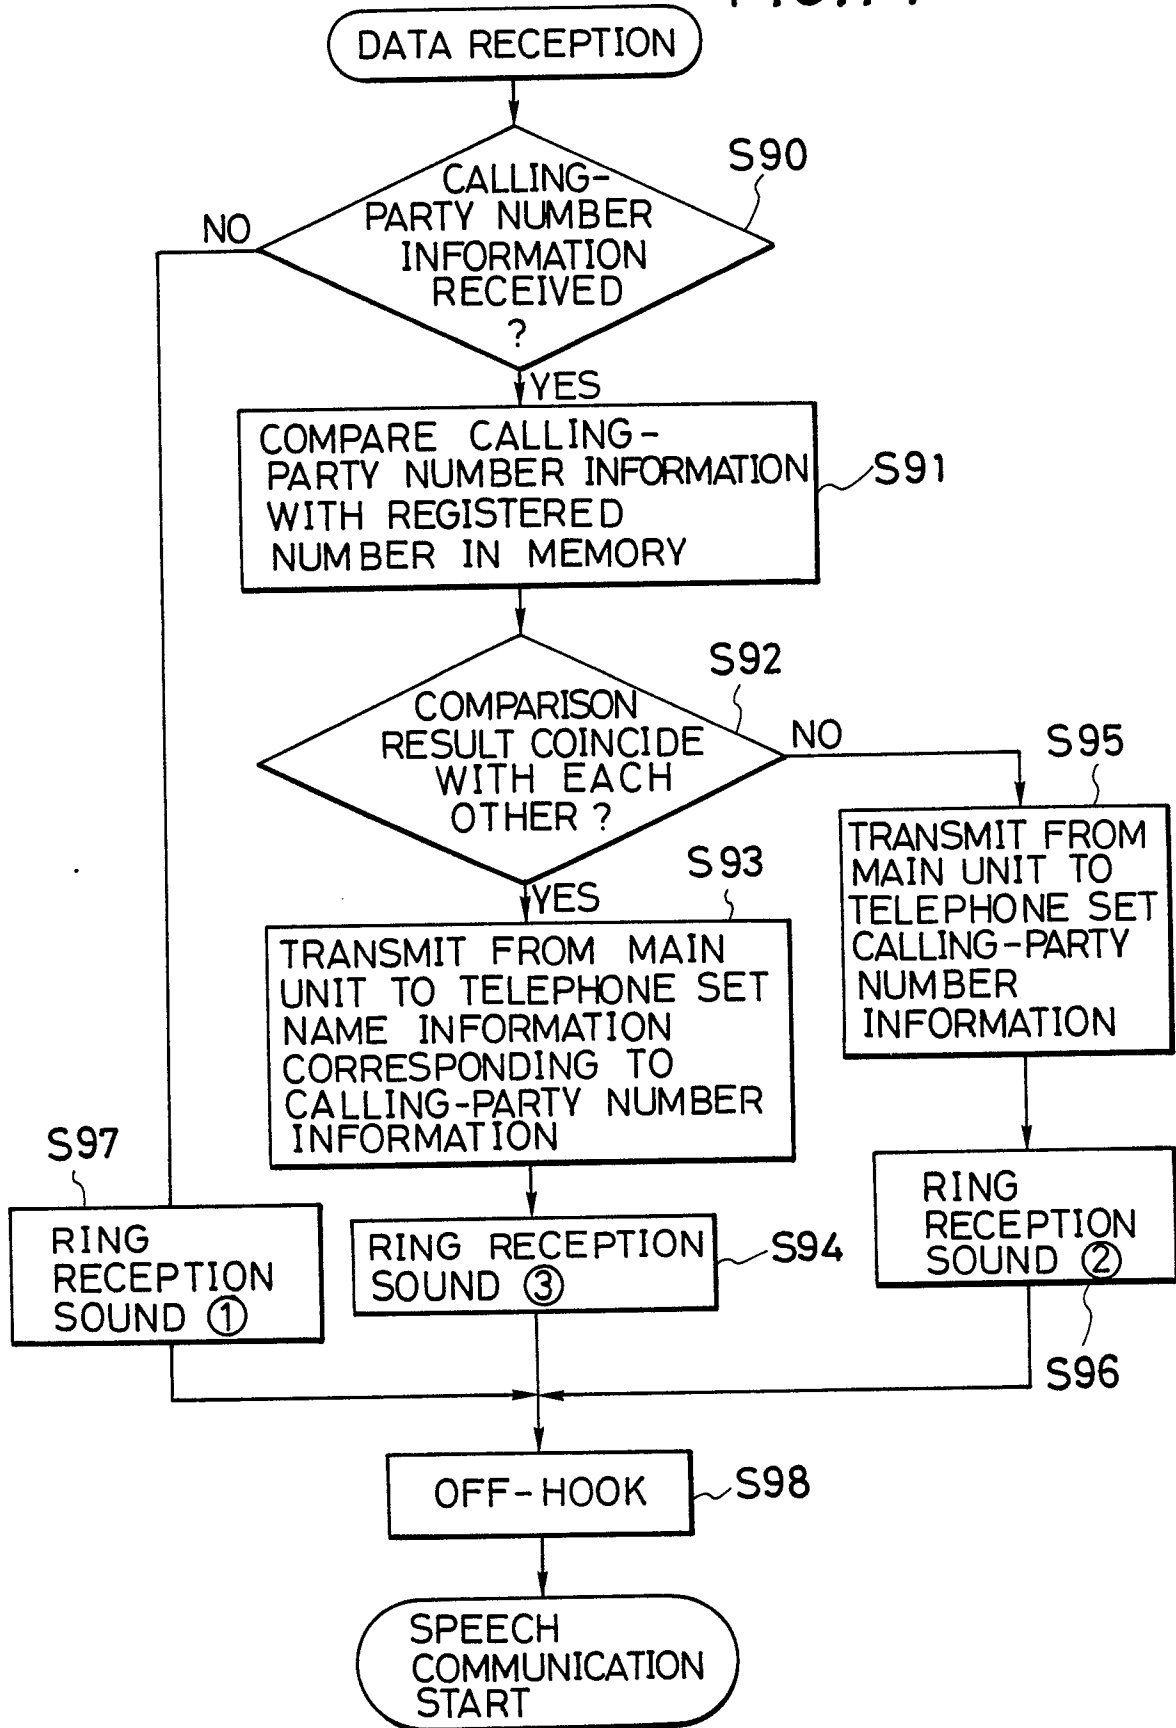 DATA RECEPTION
S90
CALLING-
PARTY NUMBER
INFORMATION
RECEIVED
?
NO
YES
COMPARE CALLING-
PARTY NUMBER INFORMATION
WITH REGISTERED
NUMBER IN MEMORY
S91
S92
COMPARISON
RESULT COINCIDE
WITH EACH
OTHER ?
NO
YES
S93
TRANSMIT FROM MAIN
UNIT TO TELEPHONE SET
NAME INFORMATION
CORRESPONDING TO
CALLING-PARTY NUMBER
INFORMATION
S95
TRANSMIT FROM
MAIN UNIT TO
TELEPHONE SET
CALLING-PARTY
NUMBER
INFORMATION
S97
RING
RECEPTION
SOUND ①
RING RECEPTION
SOUND ③
S94
RING
RECEPTION
SOUND ②
S96
OFF-HOOK
S98
SPEECH
COMMUNICATION
START